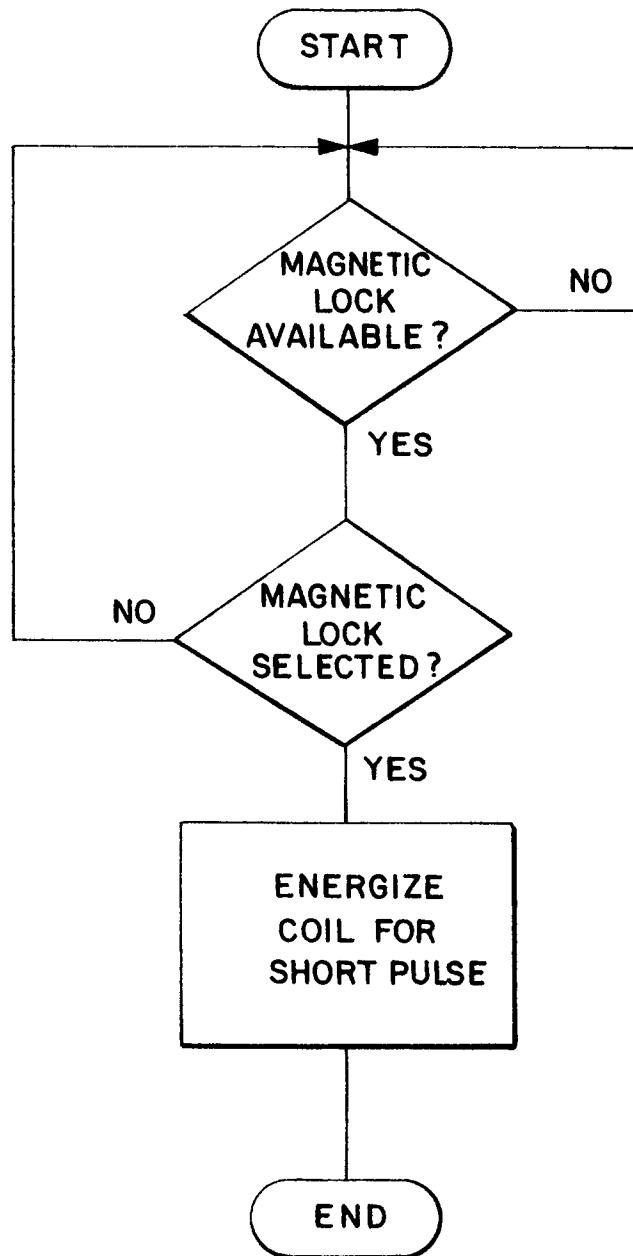 START
MAGNETIC
LOCK
AVAILABLE?
NO
YES
MAGNETIC
LOCK
SELECTED?
NO
YES
ENERGIZE
COIL FOR
SHORT PULSE
END